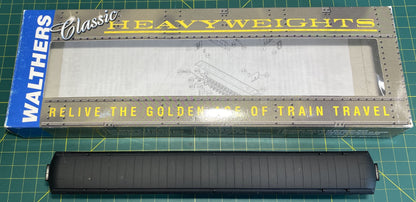 WALTHERS
Classic
HEAVYWEIGHTS
RELIVE THE GOLDEN AGE OF TRAIN TRAVEL